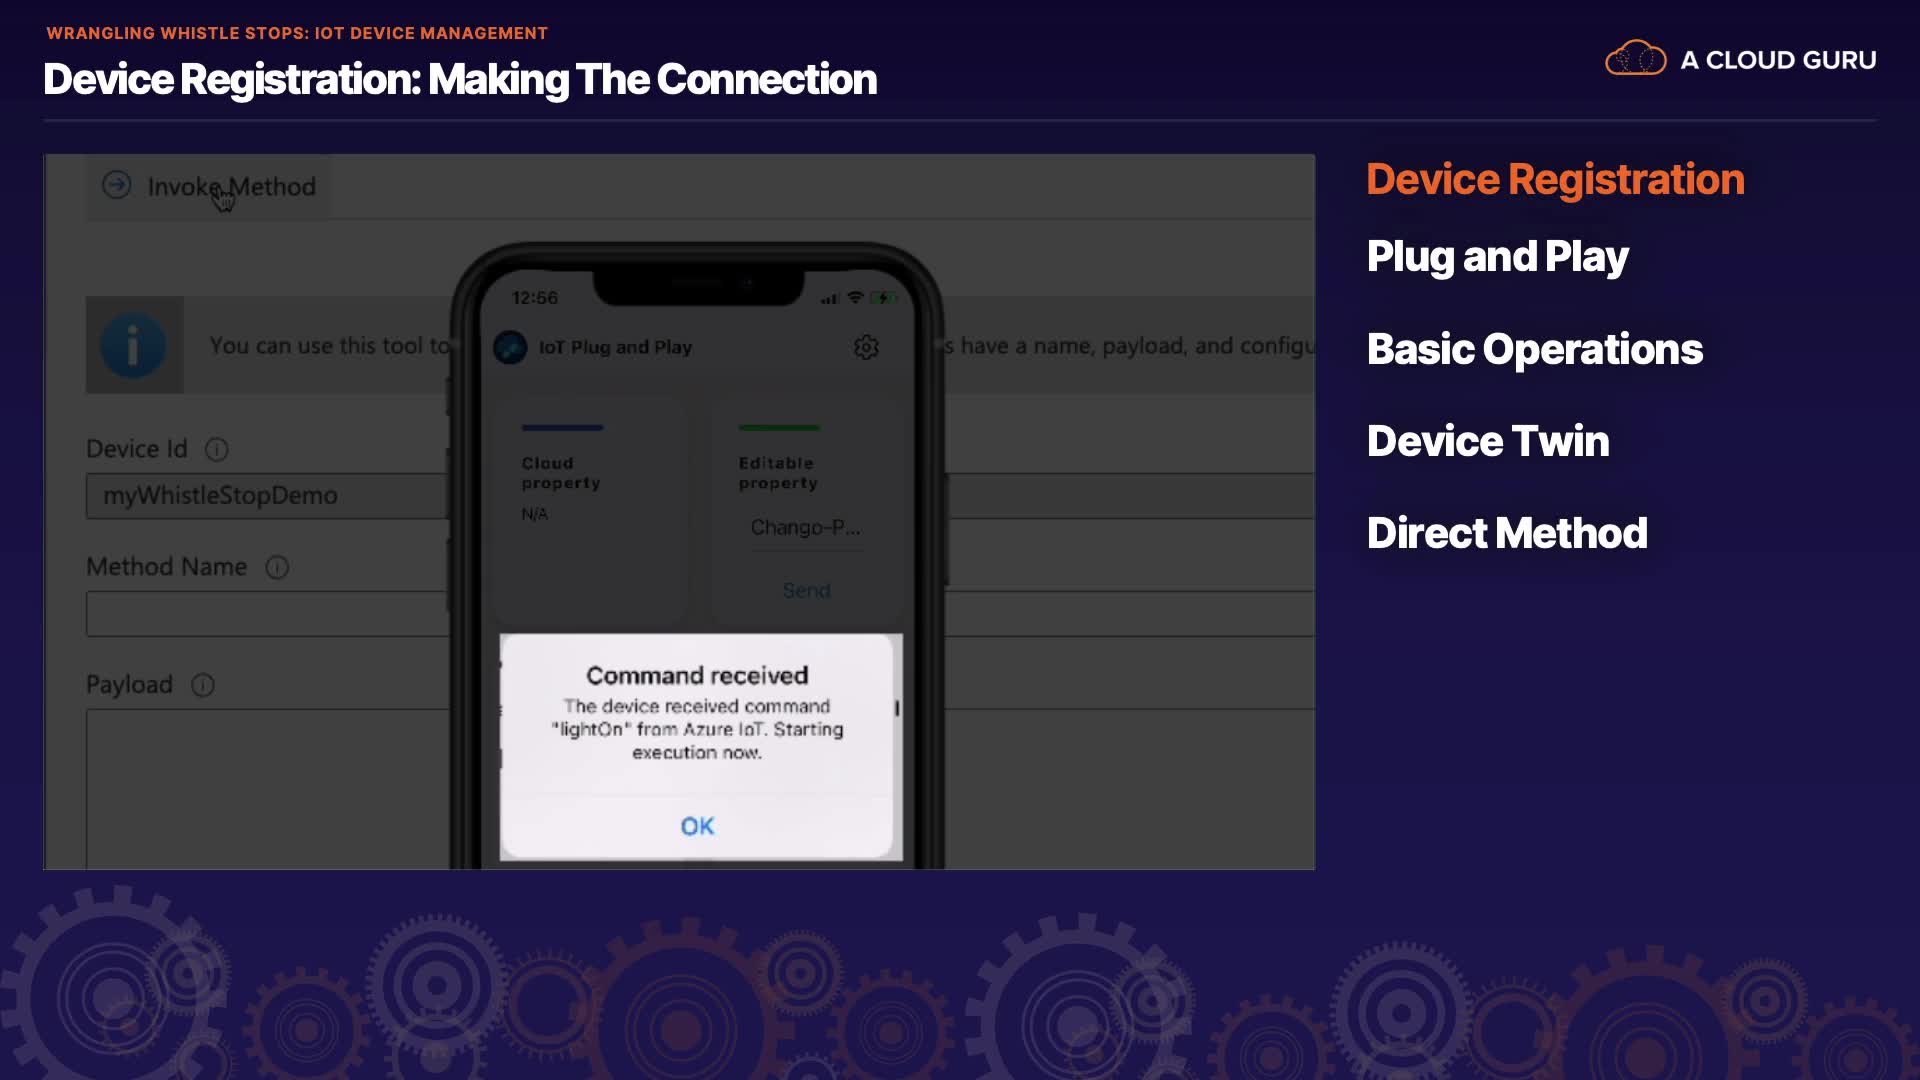 WRANGLING WHISTLE STOPS: IOT DEVICE MANAGEMENT
Device Registration: Making The Connection
A CLOUD GURU
Invoke Method
12:56
IoT Plug and Play
You can use this tool to
s have a name, payload, and configu
Cloud
property
N/A
Editable
property
Chango-P...
Send
Device Id
myWhistleStopDemo
Method Name
Payload
Command received
The device received command
"lightOn" from Azure IoT. Starting
execution now.
OK
Device Registration
Plug and Play
Basic Operations
Device Twin
Direct Method